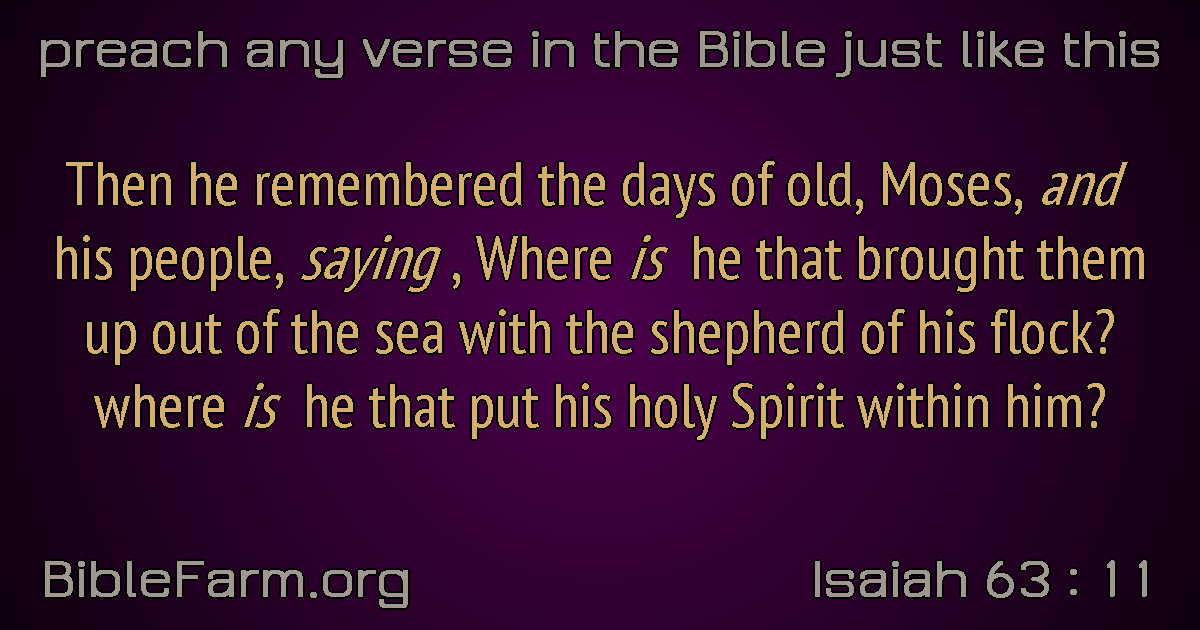 preach any verse in the Bible just like this
Then he remembered the days of old, Moses, and
his people, saying , Where is he that brought them
up out of the sea with the shepherd of his flock?
where is he that put his holy Spirit within him?
BibleFarm.org
Isaiah 63 : 11